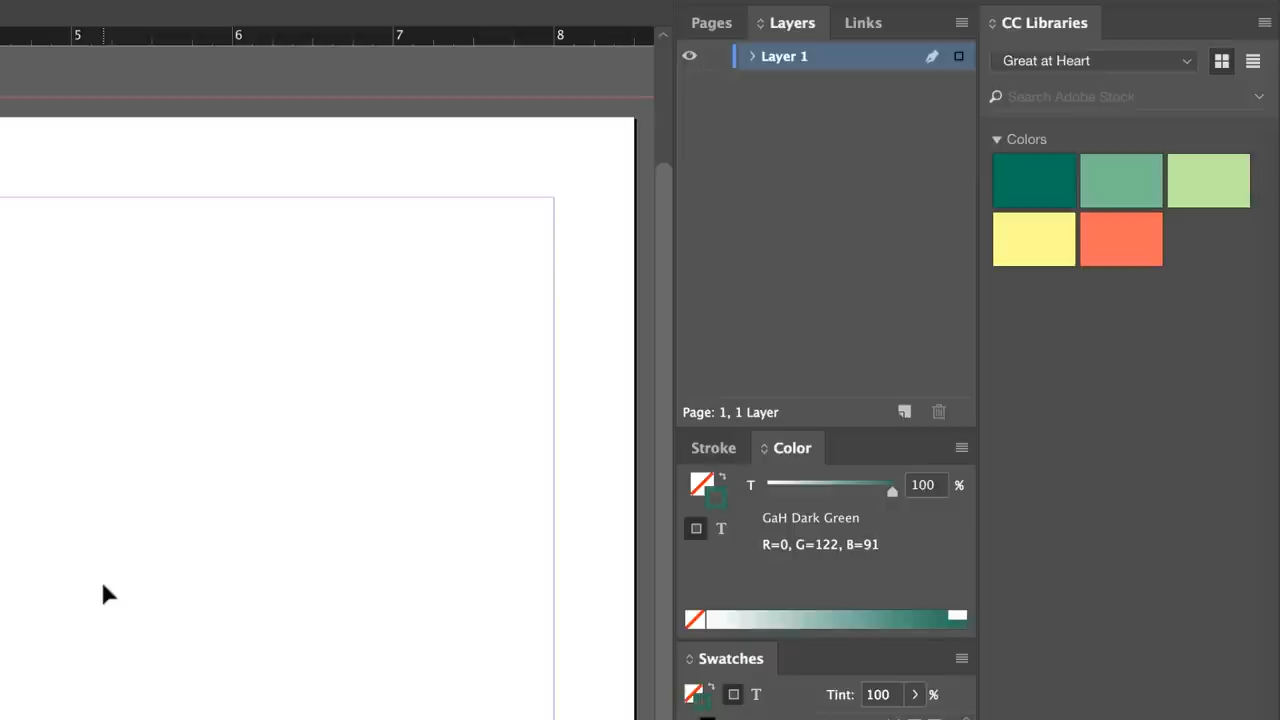 5 6 7 8
Pages Layers Links
Layer 1
Page: 1, 1 Layer
Stroke Color
T 100 %
GaH Dark Green
R=0, G=122, B=91
T
Swatches
T Tint: 100 %
CC Libraries
Great at Heart
Search Adobe Stock
Colors